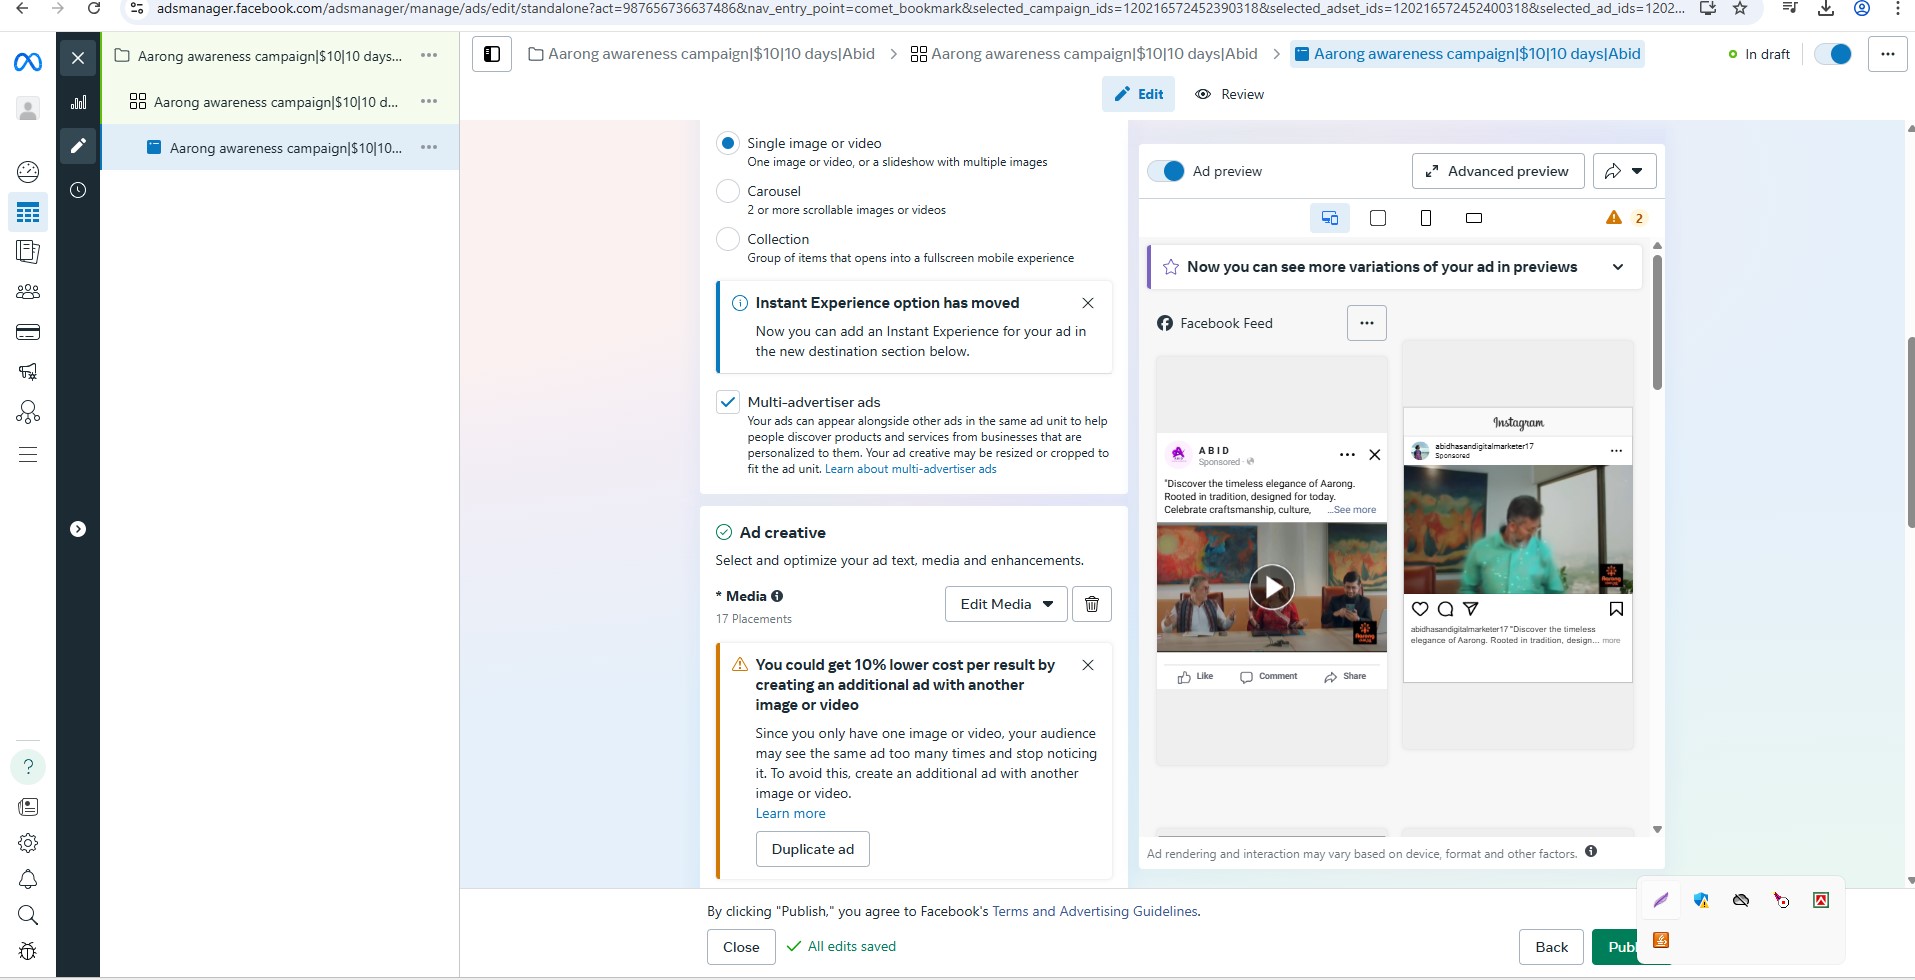 adsmanager.facebook.com/adsmanager/manage/ads/edit/standalone?act=987656736637486&nav_entry_point=comet_bookmark&selected_campaign_ids=120216572452390318&selected_adset_ids=120216572452400318&selected_ad_ids=1202...
Aarong awareness campaign|$10|10 days...
Aarong awareness campaign|$10|10 d...
Aarong awareness campaign|$10|10...
Aarong awareness campaign|$10|10 days|Abid
Aarong awareness campaign|$10|10 days|Abid
Aarong awareness campaign|$10|10 days|Abid
In draft
Edit
Review
Single image or video
One image or video, or a slideshow with multiple images
Carousel
2 or more scrollable images or videos
Collection
Group of items that opens into a fullscreen mobile experience
Instant Experience option has moved
Now you can add an Instant Experience for your ad in
the new destination section below.
Multi-advertiser ads
Your ads can appear alongside other ads in the same ad unit to help
people discover products and services from businesses that are
personalized to them. Your ad creative may be resized or cropped to
fit the ad unit. Learn about multi-advertiser ads
Ad creative
Select and optimize your ad text, media and enhancements.
* Media
17 Placements
Edit Media
You could get 10% lower cost per result by
creating an additional ad with another
image or video
Since you only have one image or video, your audience
may see the same ad too many times and stop noticing
it. To avoid this, create an additional ad with another
image or video.
Learn more
Duplicate ad
Ad preview
Advanced preview
2
Now you can see more variations of your ad in previews
Facebook Feed
A B I D
Sponsored ·
"Discover the timeless elegance of Aarong.
Rooted in tradition, designed for today.
Celebrate craftsmanship, culture, ...See more
Like
Comment
Share
Instagram
abidhasandigitalmarketer17
Sponsored
abidhasandigitalmarketer17 "Discover the timeless
elegance of Aarong. Rooted in tradition, design... more
Ad rendering and interaction may vary based on device, format and other factors.
By clicking "Publish," you agree to Facebook's Terms and Advertising Guidelines.
Close
All edits saved
Back
Publ